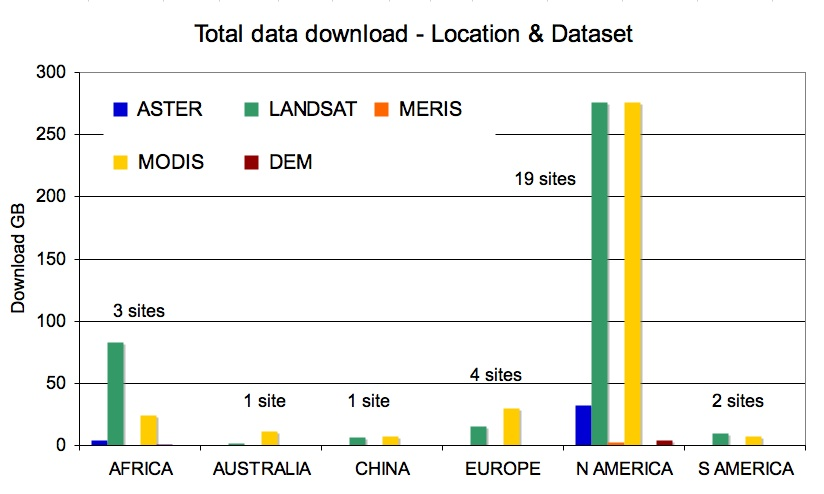 Total data download - Location & Dataset
300
ASTER LANDSAT MERIS
250
MODIS DEM
19 sites
200
Download GB
150
3 sites
100
4 sites
50
1 site 1 site 2 sites
0
AFRICA AUSTRALIA CHINA EUROPE N AMERICA S AMERICA